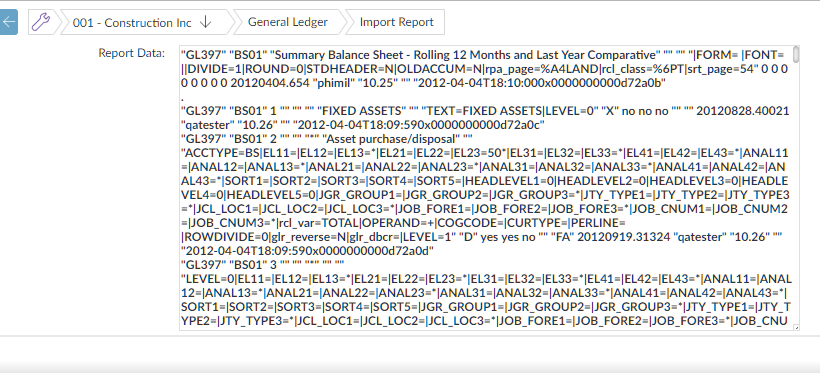 001 - Construction Inc ↓ General Ledger Import Report
Report Data:
"GL397" "BS01" "Summary Balance Sheet - Rolling 12 Months and Last Year Comparative" "" "" "|FORM= |FONT=
||DIVIDE=1|ROUND=0|STDHEADER=N|OLDACCUM=N|rpa_page=%A4LAND|rcl_class=%6PT|srt_page=54" 0 0 0
0 0 0 0 0 20120404.654 "phimil" "10.25" "" "2012-04-04T18:10:000x0000000000d72a0b"
.
"GL397" "BS01" 1 "" "" "" "FIXED ASSETS" "" "TEXT=FIXED ASSETS|LEVEL=0" "X" no no no "" "" 20120828.40021
"qatester" "10.26" "" "2012-04-04T18:09:590x0000000000d72a0c"
"GL397" "BS01" 2 "" "" "*" "Asset purchase/disposal" ""
"ACCTYPE=BS|EL11=|EL12=|EL13=*|EL21=|EL22=|EL23=50*|EL31=|EL32=|EL33=*|EL41=|EL42=|EL43=*|ANAL11
=|ANAL12=|ANAL13=*|ANAL21=|ANAL22=|ANAL23=*|ANAL31=|ANAL32=|ANAL33=*|ANAL41=|ANAL42=|AN
AL43=*|SORT1=|SORT2=|SORT3=|SORT4=|SORT5=|HEADLEVEL1=0|HEADLEVEL2=0|HEADLEVEL3=0|HEADLE
VEL4=0|HEADLEVEL5=0|JGR_GROUP1=|JGR_GROUP2=|JGR_GROUP3=*|JTY_TYPE1=|JTY_TYPE2=|JTY_TYPE3
=*|JCL_LOC1=|JCL_LOC2=|JCL_LOC3=*|JOB_FORE1=|JOB_FORE2=|JOB_FORE3=*|JOB_CNUM1=|JOB_CNUM2
=|JOB_CNUM3=*|rcl_var=TOTAL|OPERAND=+|COGCODE=|CURTYPE=|PERLINE=
|ROWDIVIDE=0|glr_reverse=N|glr_dbcr=|LEVEL=1" "D" yes yes no "" "FA" 20120919.31324 "qatester" "10.26" ""
"2012-04-04T18:09:590x0000000000d72a0d"
"GL397" "BS01" 3 "" "" "*" "" ""
"LEVEL=0|EL11=|EL12=|EL13=*|EL21=|EL22=|EL23=*|EL31=|EL32=|EL33=*|EL41=|EL42=|EL43=*|ANAL11=|ANAL
12=|ANAL13=*|ANAL21=|ANAL22=|ANAL23=*|ANAL31=|ANAL32=|ANAL33=*|ANAL41=|ANAL42=|ANAL43=*|
SORT1=|SORT2=|SORT3=|SORT4=|SORT5=|JGR_GROUP1=|JGR_GROUP2=|JGR_GROUP3=*|JTY_TYPE1=|JTY_T
YPE2=|JTY_TYPE3=*|JCL_LOC1=|JCL_LOC2=|JCL_LOC3=*|JOB_FORE1=|JOB_FORE2=|JOB_FORE3=*|JOB_CNU